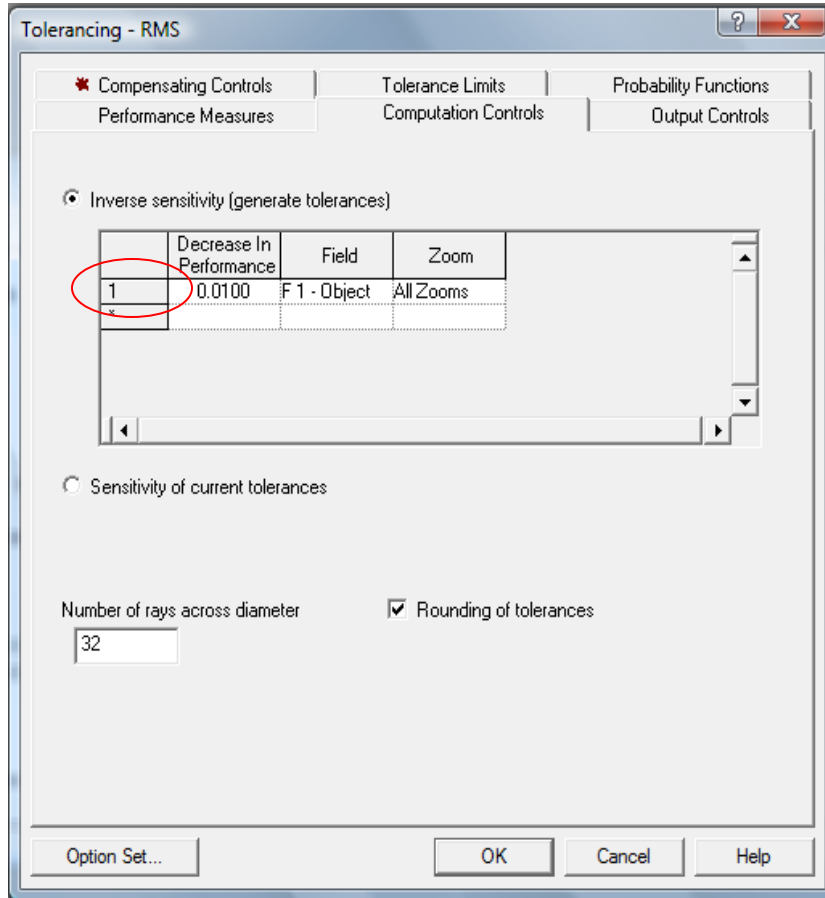 Tolerancing - RMS
Compensating Controls Tolerance Limits Probability Functions
Performance Measures Computation Controls Output Controls
Inverse sensitivity (generate tolerances)
Decrease In Performance Field Zoom
1 0.0100 F 1 - Object All Zooms
*
Sensitivity of current tolerances
Number of rays across diameter Rounding of tolerances
32
Option Set... OK Cancel Help